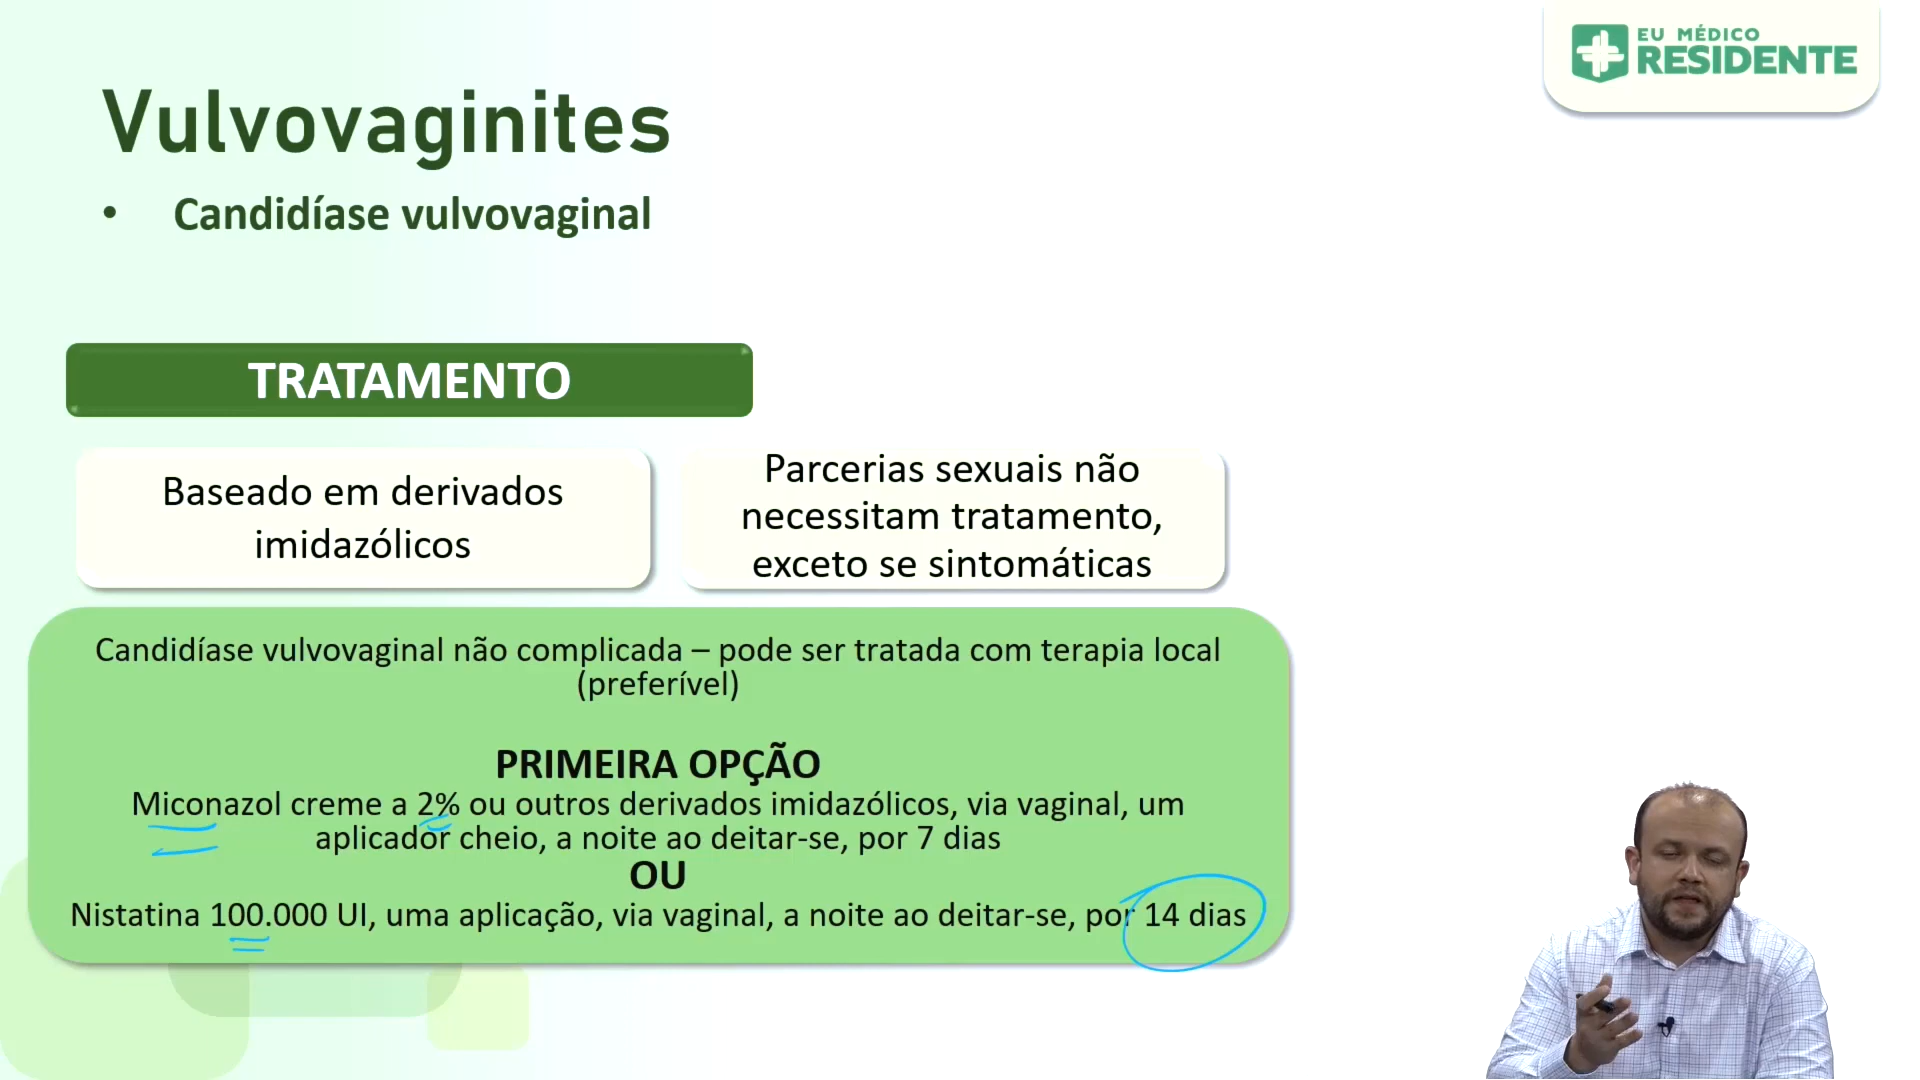 EU MÉDICO
RESIDENTE
Vulvovaginites
• Candidíase vulvovaginal
TRATAMENTO
Baseado em derivados
imidazólicos
Parcerias sexuais não
necessitam tratamento,
exceto se sintomáticas
Candidíase vulvovaginal não complicada – pode ser tratada com terapia local
(preferível)
PRIMEIRA OPÇÃO
Miconazol creme a 2% ou outros derivados imidazólicos, via vaginal, um
aplicador cheio, a noite ao deitar-se, por 7 dias
OU
Nistatina 100.000 UI, uma aplicação, via vaginal, a noite ao deitar-se, por 14 dias